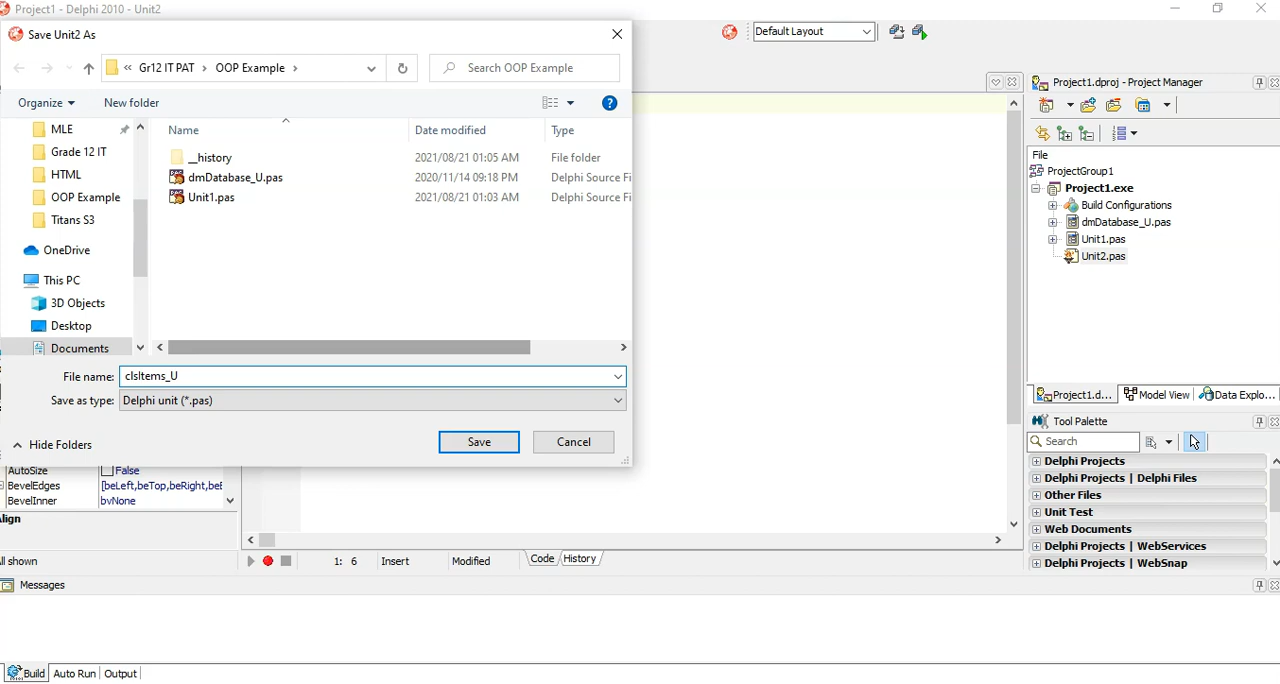 Project1 - Delphi 2010 - Unit2
Save Unit2 As
Default Layout
« Gr12 IT PAT › OOP Example ›
Search OOP Example
Project1.dproj - Project Manager
Organize
New folder
Name
Date modified
Type
MLE
Grade 12 IT
HTML
OOP Example
Titans S3
OneDrive
This PC
3D Objects
Desktop
Documents
__history 2021/08/21 01:05 AM File folder
dmDatabase_U.pas 2020/11/14 09:18 PM Delphi Source Fi
Unit1.pas 2021/08/21 01:03 AM Delphi Source Fi
File
ProjectGroup1
Project1.exe
Build Configurations
dmDatabase_U.pas
Unit1.pas
Unit2.pas
File name: clsItems_U
Save as type: Delphi unit (*.pas)
Hide Folders
Save
Cancel
Project1.d... Model View Data Explo...
Tool Palette
Search
Delphi Projects
Delphi Projects | Delphi Files
Other Files
Unit Test
Web Documents
Delphi Projects | WebServices
Delphi Projects | WebSnap
AutoSize False
BevelEdges [beLeft,beTop,beRight,beB
BevelInner bvNone
lign
ll shown
1: 6 Insert Modified Code History
Messages
Build Auto Run Output